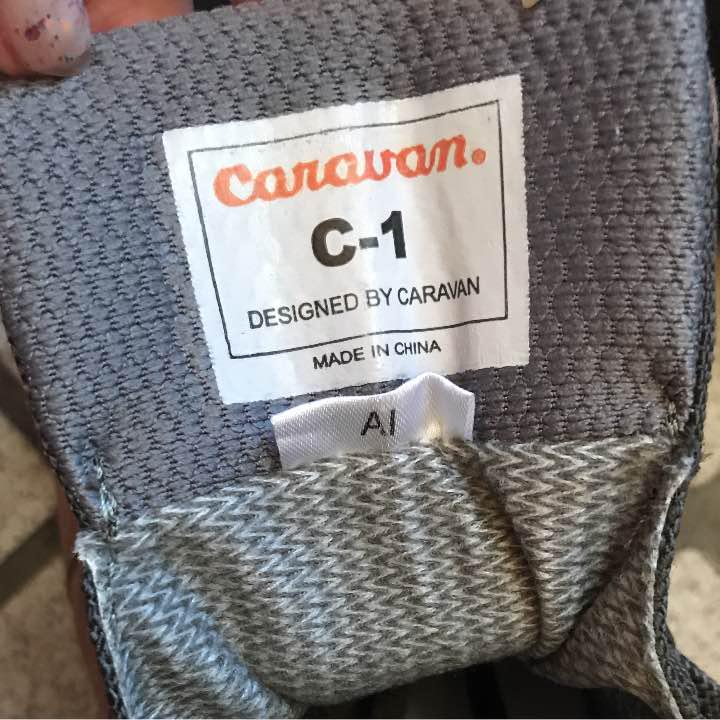 Caravan.
C-1
DESIGNED BY CARAVAN
MADE IN CHINA
AI